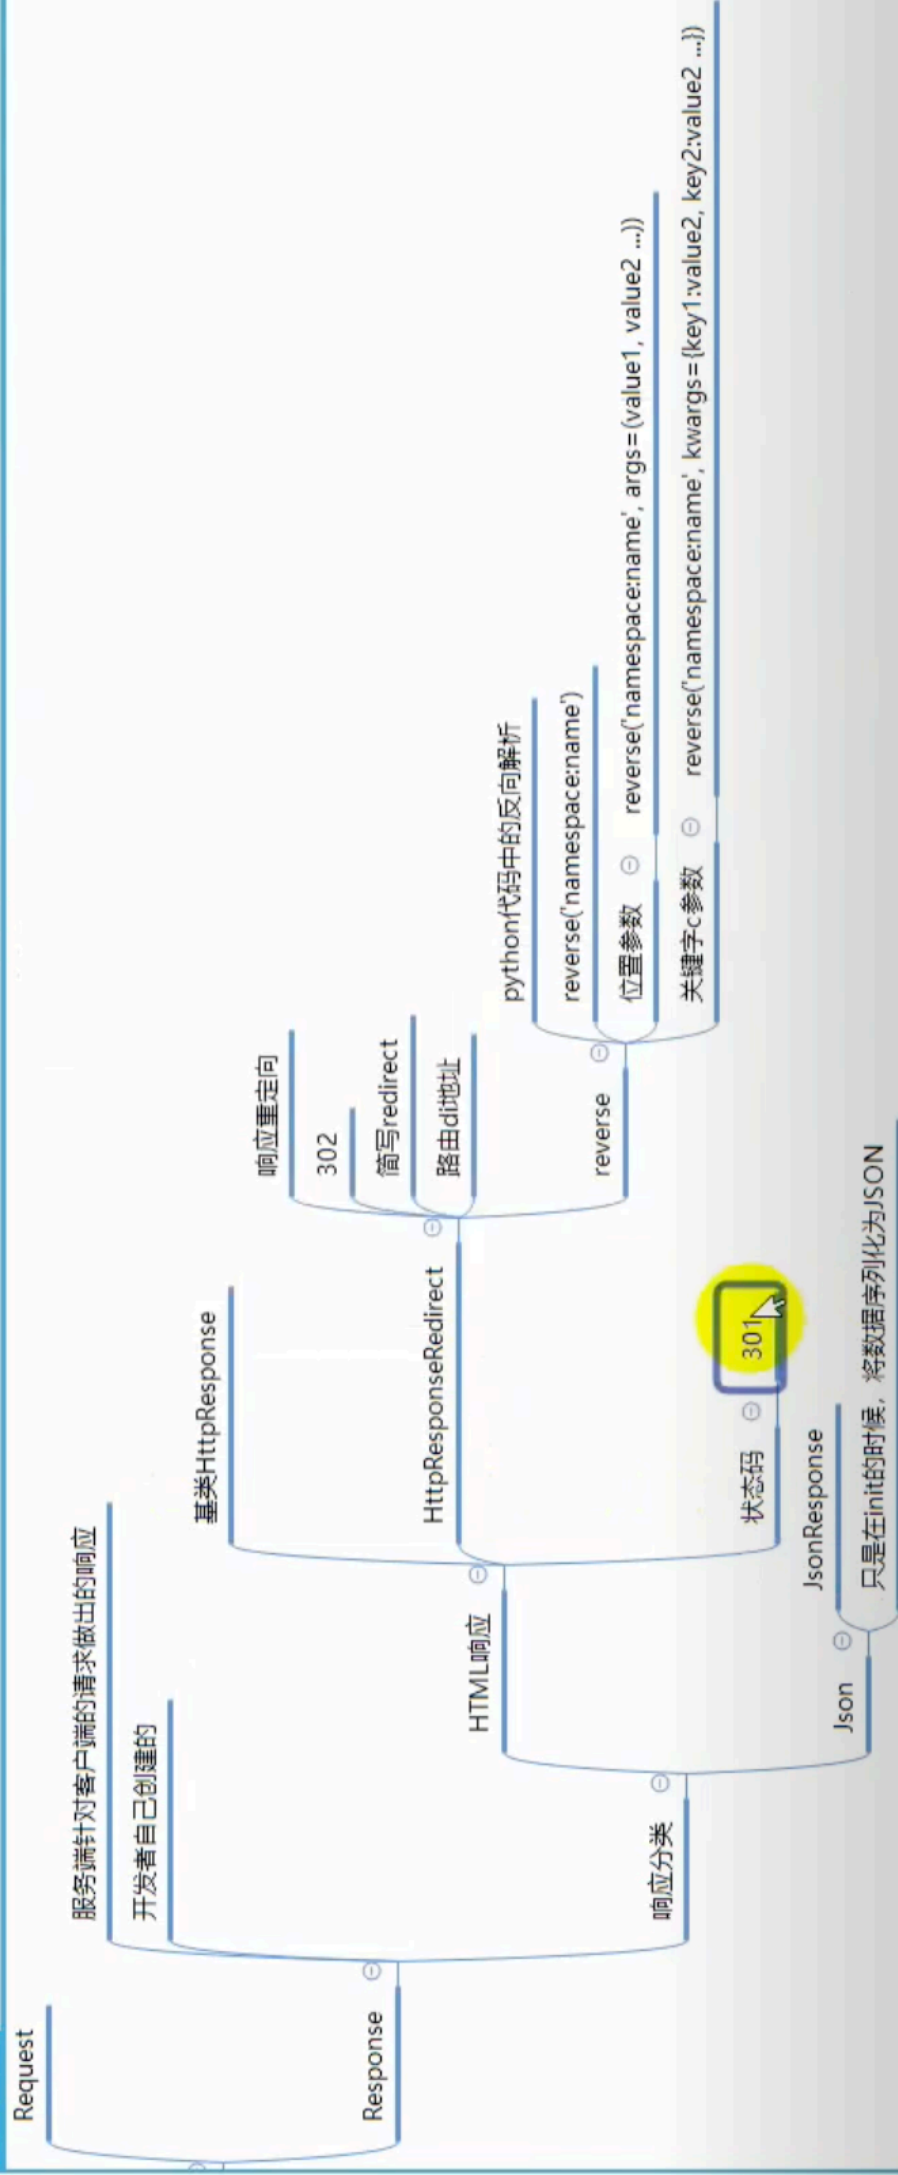 Request
Response
服务端针对客户端的请求做出的响应
开发者自己创建的
响应分类
HTML响应
基类HttpResponse
HttpResponseRedirect
响应重定向
302
简写redirect
路由di地址
reverse
python代码中的反向解析
reverse('namespace:name')
位置参数
reverse('namespace:name', args=(value1, value2 ...))
关键字c参数
reverse('namespace:name', kwargs={key1:value2, key2:value2 ...})
状态码
301
Json
JsonResponse
只是在init的时候，将数据序列化为JSON